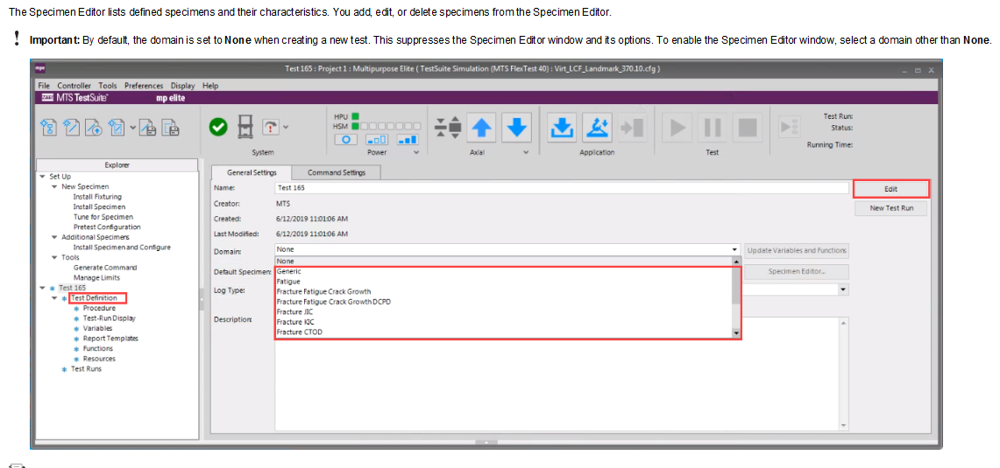 The Specimen Editor lists defined specimens and their characteristics. You add, edit, or delete specimens from the Specimen Editor.
! Important: By default, the domain is set to None when creating a new test. This suppresses the Specimen Editor window and its options. To enable the Specimen Editor window, select a domain other than None.
mpe
Test 165 : Project 1 : Multipurpose Elite ( TestSuite Simulation (MTS FlexTest 40) : Virt_LCF_Landmark_370.10.cfg )
File Controller Tools Preferences Display Help
MTS TestSuite™ mp elite
HPU
HSM
System
Power
Axial
Application
Test
Test Run:
Status:
Running Time:
Explorer
Set Up
New Specimen
Install Fixturing
Install Specimen
Tune for Specimen
Pretest Configuration
Additional Specimens
Install Specimen and Configure
Tools
Generate Command
Manage Limits
Test 165
Test Definition
Procedure
Test-Run Display
Variables
Report Templates
Functions
Resources
Test Runs
General Settings Command Settings
Name: Test 165 Edit
Creator: MTS New Test Run
Created: 6/12/2019 11:01:06 AM
Last Modified: 6/12/2019 11:01:06 AM
Domain: None Update Variables and Functions
None
Default Specimen: Generic Specimen Editor...
Fatigue
Log Type: Fracture Fatigue Crack Growth
Fracture Fatigue Crack Growth DCPD
Fracture JIC
Description: Fracture KIC
Fracture CTOD